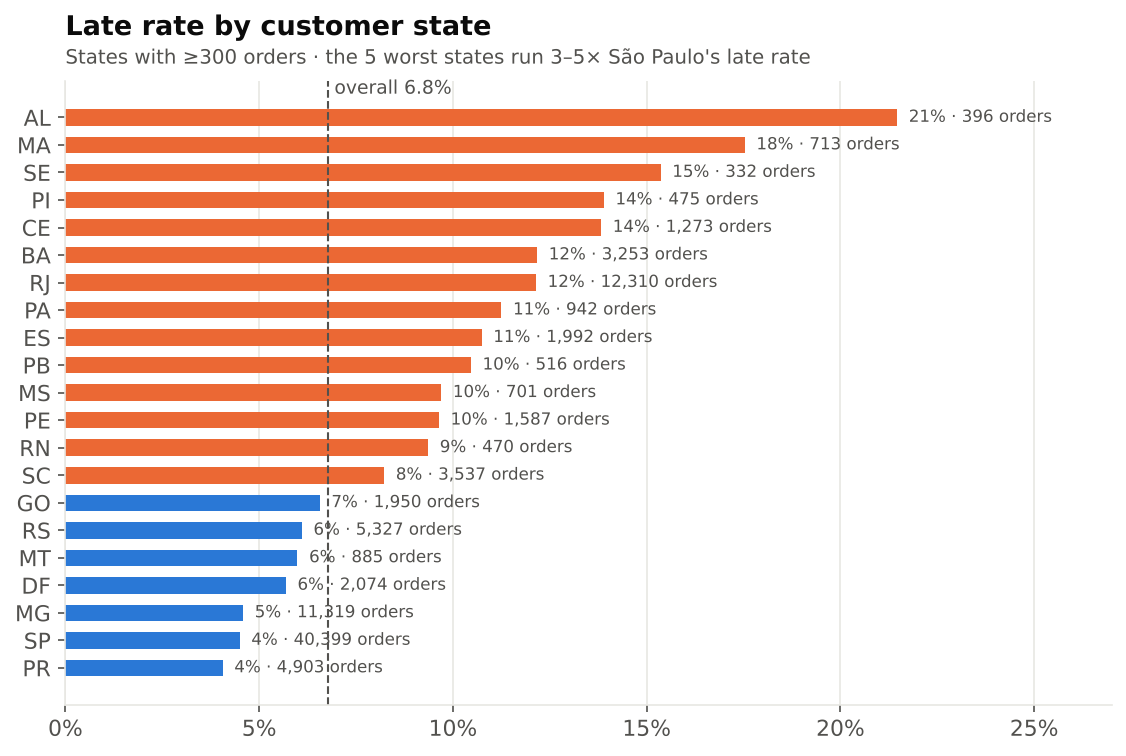 Late rate by customer state
States with ≥300 orders · the 5 worst states run 3–5× São Paulo's late rate
overall 6.8%
AL 21% · 396 orders
MA 18% · 713 orders
SE 15% · 332 orders
PI 14% · 475 orders
CE 14% · 1,273 orders
BA 12% · 3,253 orders
RJ 12% · 12,310 orders
PA 11% · 942 orders
ES 11% · 1,992 orders
PB 10% · 516 orders
MS 10% · 701 orders
PE 10% · 1,587 orders
RN 9% · 470 orders
SC 8% · 3,537 orders
GO 7% · 1,950 orders
RS 6% · 5,327 orders
MT 6% · 885 orders
DF 6% · 2,074 orders
MG 5% · 11,319 orders
SP 4% · 40,399 orders
PR 4% · 4,903 orders
0% 5% 10% 15% 20% 25%